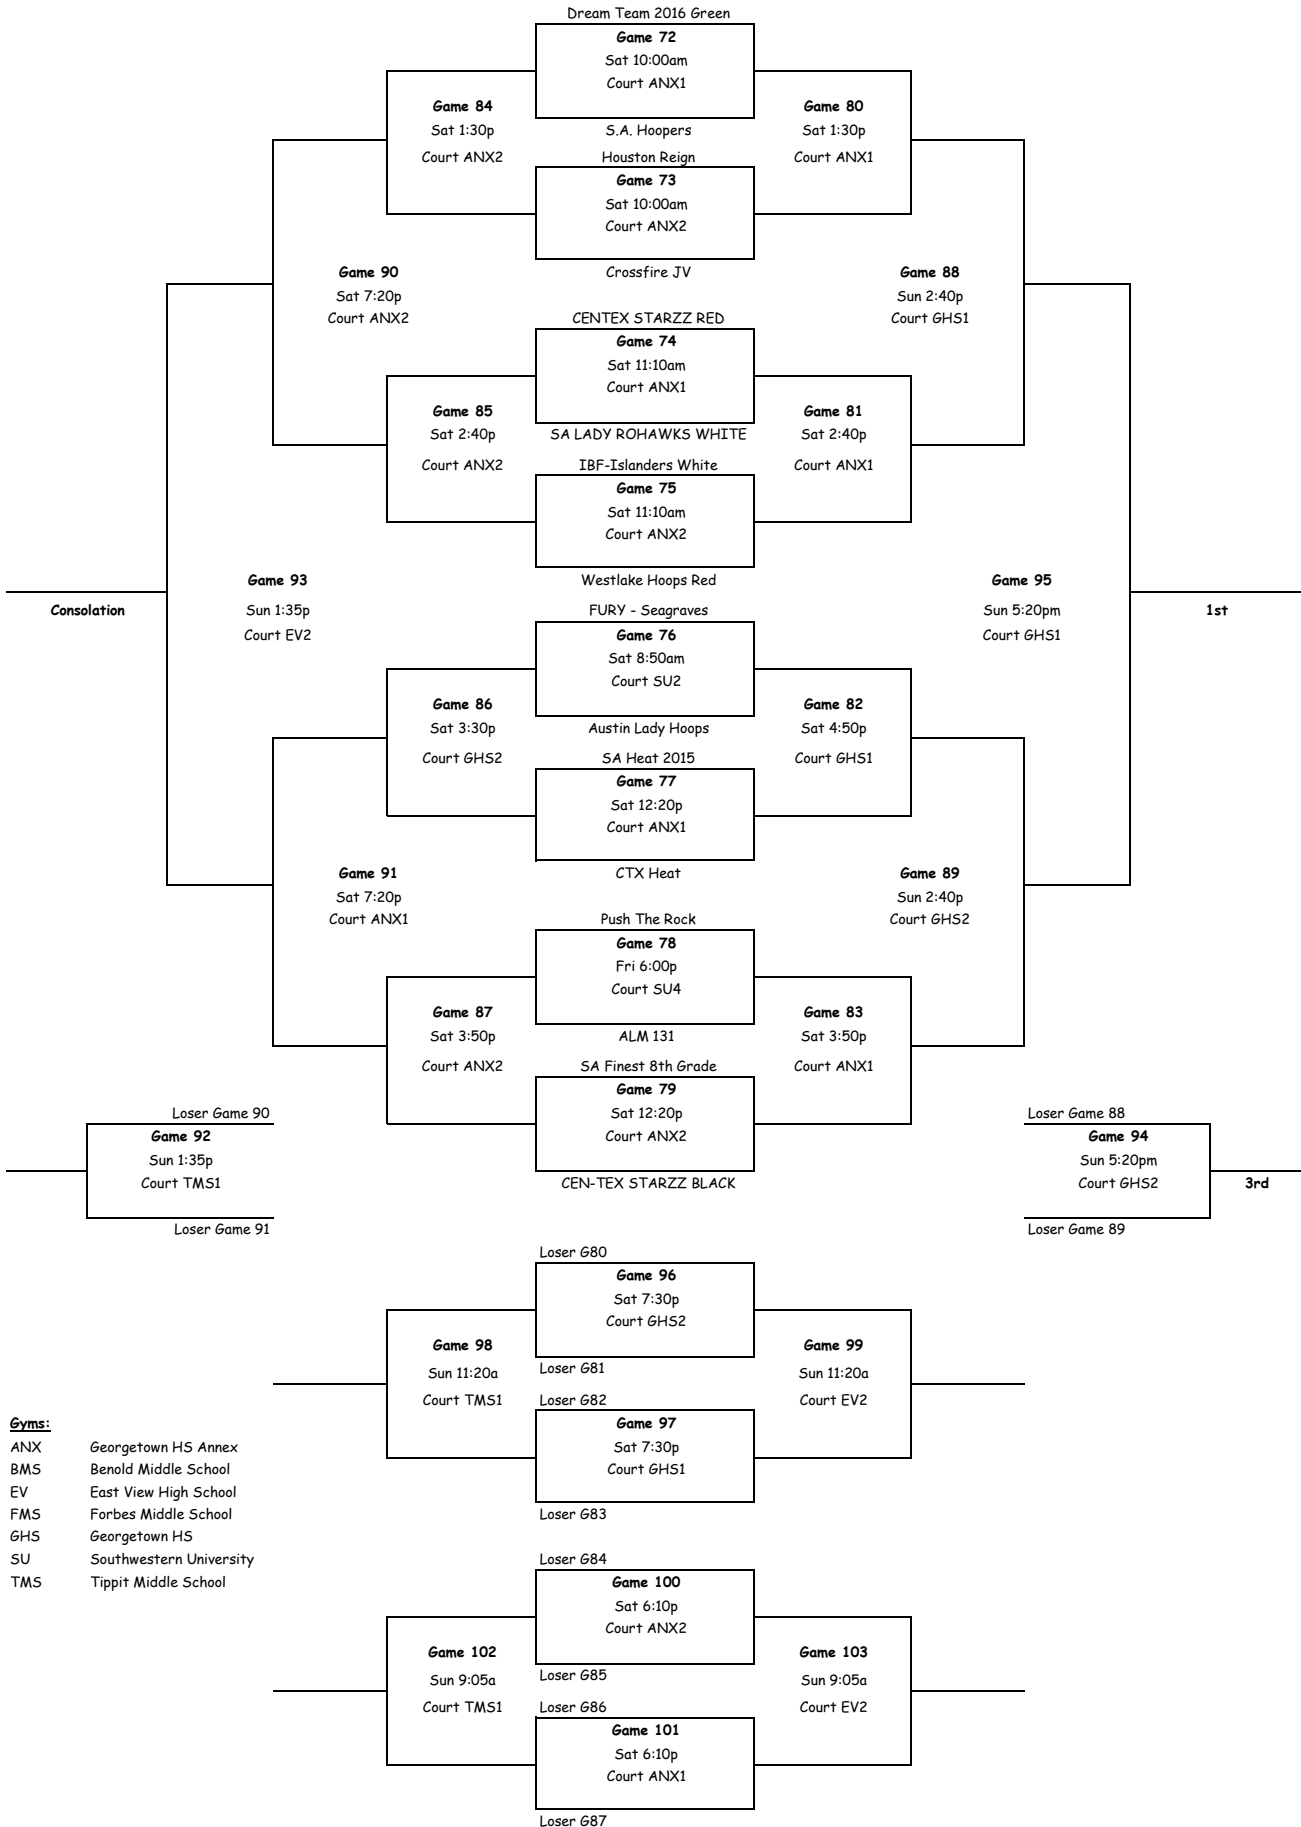 Dream Team 2016 Green
Game 72
Sat 10:00am
Court ANX1
Game 84
Game 80
Sat 1:30p
S.A. Hoopers
Sat 1:30p
Court ANX2
Houston Reign
Court ANX1
Game 73
Sat 10:00am
Court ANX2
Game 90
Crossfire JV
Game 88
Sat 7:20p
Sun 2:40p
Court ANX2
CENTEX STARZZ RED
Court GHS1
Game 74
Sat 11:10am
Court ANX1
Game 85
Game 81
Sat 2:40p
SA LADY ROHAWKS WHITE
Sat 2:40p
Court ANX2
IBF-Islanders White
Court ANX1
Game 75
Sat 11:10am
Court ANX2
Game 93
Westlake Hoops Red
Game 95
Consolation
Sun 1:35p
FURY - Seagraves
Sun 5:20pm
1st
Court EV2
Game 76
Court GHS1
Sat 8:50am
Court SU2
Game 86
Game 82
Sat 3:30p
Austin Lady Hoops
Sat 4:50p
Court GHS2
SA Heat 2015
Court GHS1
Game 77
Sat 12:20p
Court ANX1
Game 91
CTX Heat
Game 89
Sat 7:20p
Sun 2:40p
Court ANX1
Push The Rock
Court GHS2
Game 78
Fri 6:00p
Court SU4
Game 87
Game 83
Sat 3:50p
ALM 131
Sat 3:50p
Court ANX2
SA Finest 8th Grade
Court ANX1
Game 79
Loser Game 90
Sat 12:20p
Loser Game 88
Game 92
Court ANX2
Game 94
Sun 1:35p
Sun 5:20pm
Court TMS1
CEN-TEX STARZZ BLACK
Court GHS2
3rd
Loser Game 91
Loser Game 89
Loser G80
Game 96
Sat 7:30p
Court GHS2
Game 98
Game 99
Sun 11:20a
Loser G81
Sun 11:20a
Court TMS1
Loser G82
Court EV2
Game 97
Sat 7:30p
Court GHS1
Loser G83
Gyms:
ANX Georgetown HS Annex
BMS Benold Middle School
EV East View High School
FMS Forbes Middle School
GHS Georgetown HS
SU Southwestern University
TMS Tippit Middle School
Loser G84
Game 100
Sat 6:10p
Court ANX2
Game 102
Game 103
Sun 9:05a
Loser G85
Sun 9:05a
Court TMS1
Loser G86
Court EV2
Game 101
Sat 6:10p
Court ANX1
Loser G87